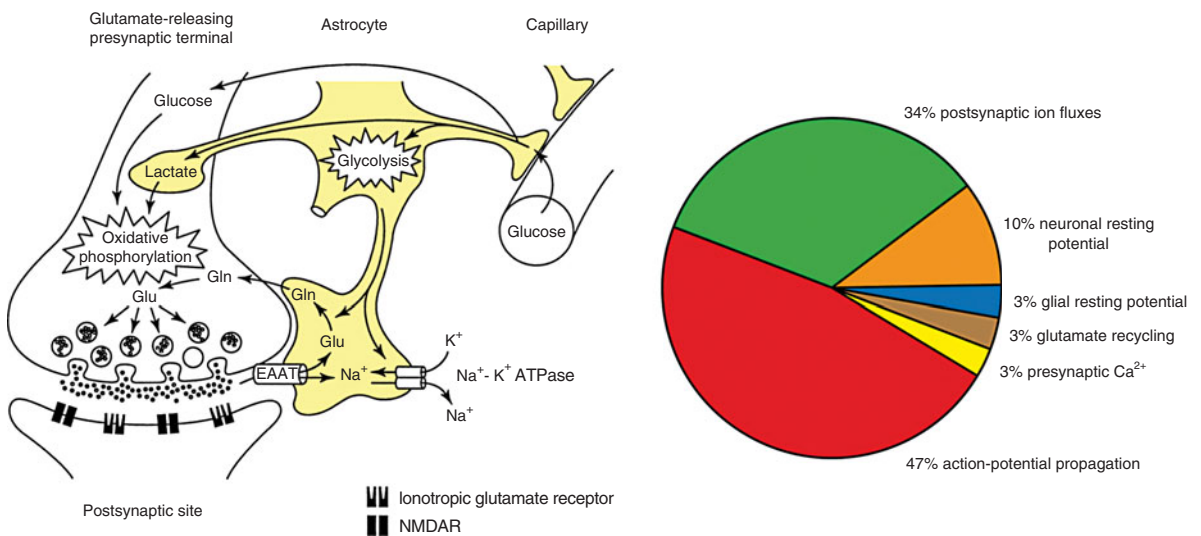 Glutamate-releasing
presynaptic terminal
Astrocyte
Capillary
Glucose
Lactate
Glycolysis
Glucose
Oxidative
phosphorylation
Gln
Glu
Gln
Glu
EAAT
Na⁺
K⁺
Na⁺- K⁺ ATPase
Na⁺
Postsynaptic site
Ionotropic glutamate receptor
NMDAR
34% postsynaptic ion fluxes
10% neuronal resting
potential
3% glial resting potential
3% glutamate recycling
3% presynaptic Ca²⁺
47% action-potential propagation